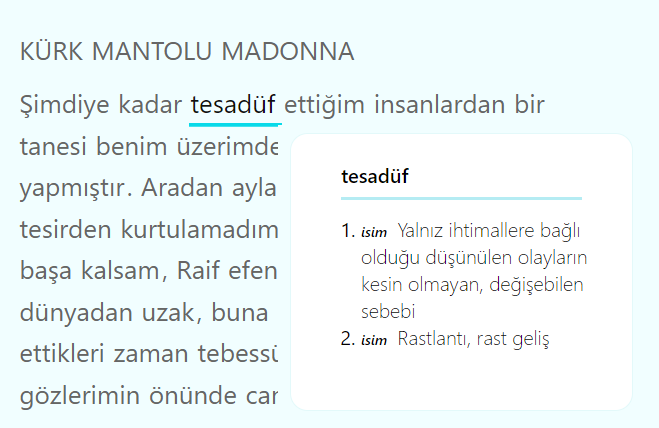 KÜRK MANTOLU MADONNA
Şimdiye kadar tesadüf ettiğim insanlardan bir
tanesi benim üzerimde
yapmıştır. Aradan ayla
tesirden kurtulamadım
başa kalsam, Raif efen
dünyadan uzak, buna
ettikleri zaman tebessü
gözlerimin önünde can
tesadüf
1. isim Yalnız ihtimallere bağlı
olduğu düşünülen olayların
kesin olmayan, değişebilen
sebebi
2. isim Rastlantı, rast geliş